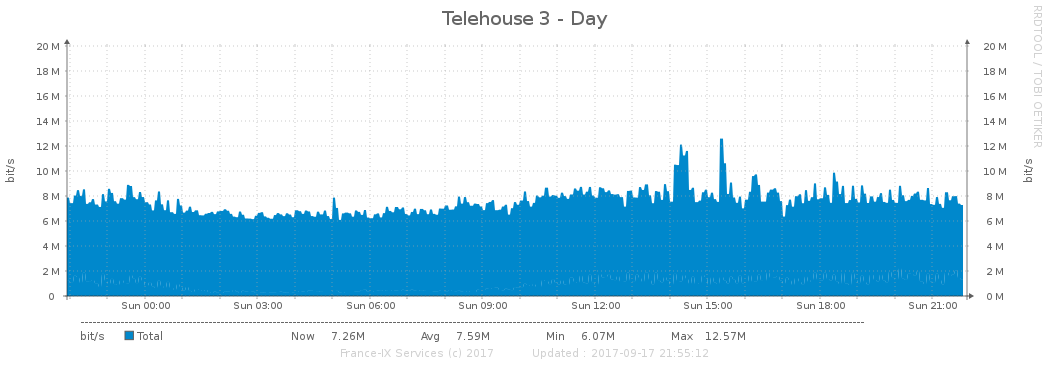 Telehouse 3 - Day
RRDTOOL / TOBI OETIKER
bit/s
20 M 20 M
18 M 18 M
16 M 16 M
14 M 14 M
12 M 12 M
10 M 10 M
8 M 8 M
6 M 6 M
4 M 4 M
2 M 2 M
0 0 M
bit/s
Sun 00:00 Sun 03:00 Sun 06:00 Sun 09:00 Sun 12:00 Sun 15:00 Sun 18:00 Sun 21:00
bit/s Total Now 7.26M Avg 7.59M Min 6.07M Max 12.57M
France-IX Services (c) 2017 Updated : 2017-09-17 21:55:12